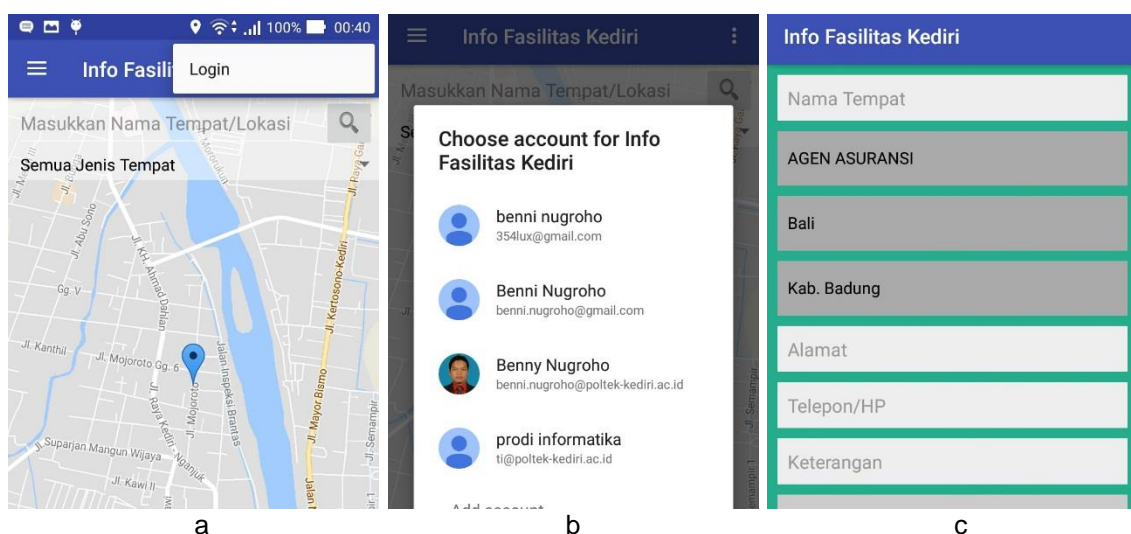 100% 00:40
Info Fasili
Login
Masukkan Nama Tempat/Lokasi
Semua Jenis Tempat
Jl. Abu Sono
Jl. KH. Ahmad Dahlan
Gg. V
Jl. Kertosono-Kediri
Jl. Kanthil
Jl. Mojoroto Gg. 6
Jalan Inspeksi Brantas
Jl. Mojoroto
Jl. Raya Kediri - Nganjuk
Jl. Mayor Bismo
Jl. Semampir
Jl. Suparjan Mangun Wijaya
Jl. Kawi II
a
Info Fasilitas Kediri
Masukkan Nama Tempat/Lokasi
Choose account for Info
Fasilitas Kediri
benni nugroho
354lux@gmail.com
Benni Nugroho
benni.nugroho@gmail.com
Benny Nugroho
benni.nugroho@poltek-kediri.ac.id
prodi informatika
ti@poltek-kediri.ac.id
Add account
b
Info Fasilitas Kediri
Nama Tempat
AGEN ASURANSI
Bali
Kab. Badung
Alamat
Telepon/HP
Keterangan
c